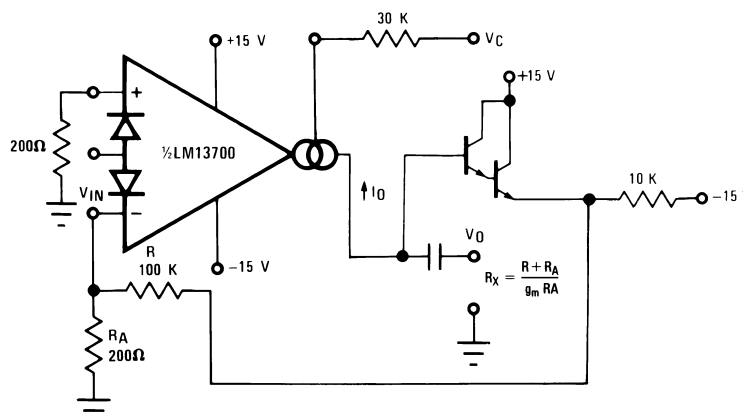 30 K
VC
+15 V
+15 V
+
200Ω
½LM13700
10 K
IO
VIN
−
−15
VO
R
100 K
−15 V
RX = R + RA
gm RA
RA
200Ω